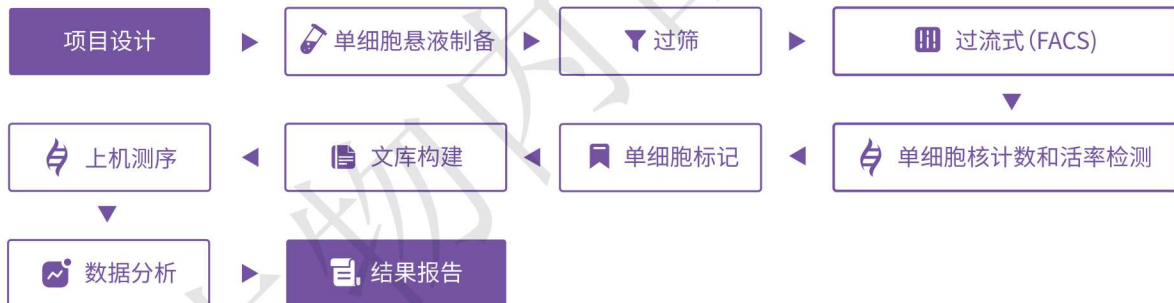 项目设计
单细胞悬液制备
过筛
过流式(FACS)
单细胞核计数和活率检测
单细胞标记
文库构建
上机测序
数据分析
结果报告